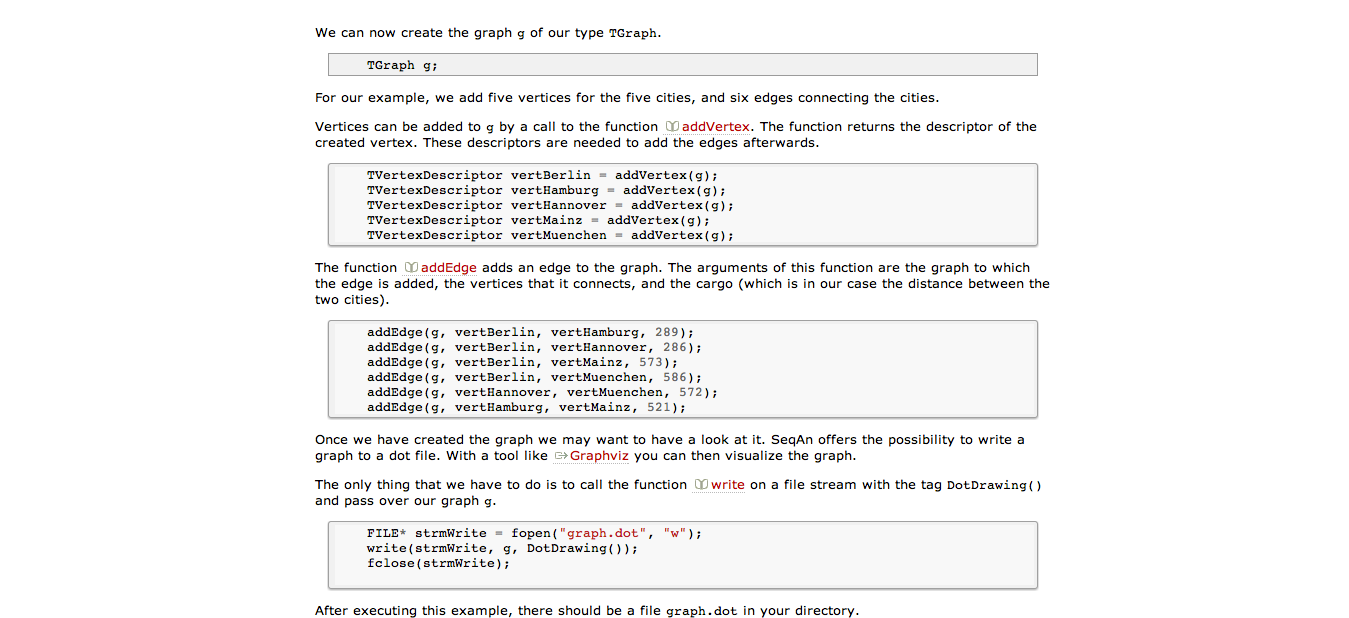 We can now create the graph g of our type TGraph.
TGraph g;
For our example, we add five vertices for the five cities, and six edges connecting the cities.
Vertices can be added to g by a call to the function addVertex. The function returns the descriptor of the
created vertex. These descriptors are needed to add the edges afterwards.
TVertexDescriptor vertBerlin = addVertex(g);
TVertexDescriptor vertHamburg = addVertex(g);
TVertexDescriptor vertHannover = addVertex(g);
TVertexDescriptor vertMainz = addVertex(g);
TVertexDescriptor vertMuenchen = addVertex(g);
The function addEdge adds an edge to the graph. The arguments of this function are the graph to which
the edge is added, the vertices that it connects, and the cargo (which is in our case the distance between the
two cities).
addEdge(g, vertBerlin, vertHamburg, 289);
addEdge(g, vertBerlin, vertHannover, 286);
addEdge(g, vertBerlin, vertMainz, 573);
addEdge(g, vertBerlin, vertMuenchen, 586);
addEdge(g, vertHannover, vertMuenchen, 572);
addEdge(g, vertHamburg, vertMainz, 521);
Once we have created the graph we may want to have a look at it. SeqAn offers the possibility to write a
graph to a dot file. With a tool like Graphviz you can then visualize the graph.
The only thing that we have to do is to call the function write on a file stream with the tag DotDrawing()
and pass over our graph g.
FILE* strmWrite = fopen("graph.dot", "w");
write(strmWrite, g, DotDrawing());
fclose(strmWrite);
After executing this example, there should be a file graph.dot in your directory.